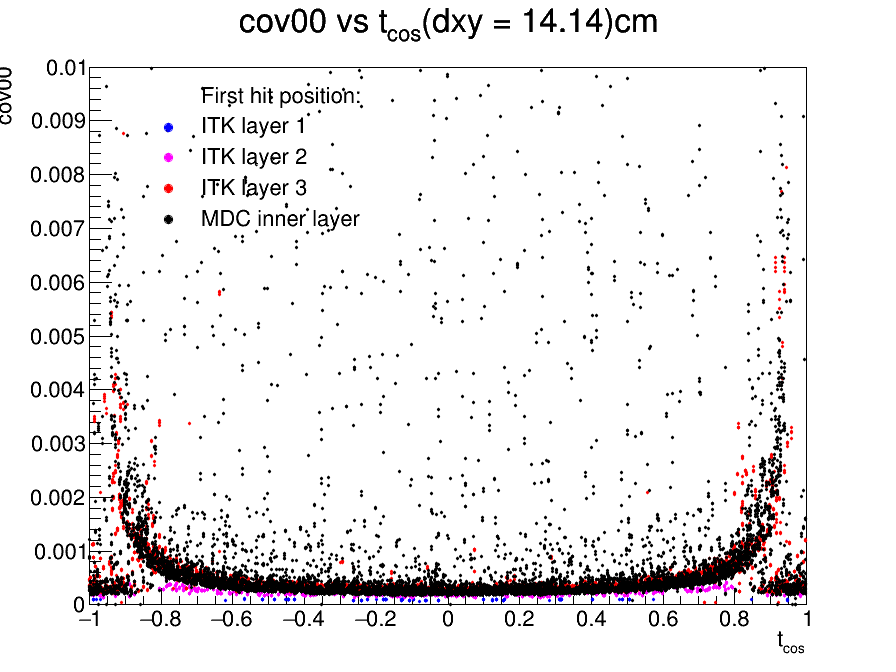 cov00 vs t_cos(dxy = 14.14)cm
cov00
0.01
0.009
0.008
0.007
0.006
0.005
0.004
0.003
0.002
0.001
0
First hit position:
ITK layer 1
ITK layer 2
ITK layer 3
MDC inner layer
−1 −0.8 −0.6 −0.4 −0.2 0 0.2 0.4 0.6 0.8 1
t_cos